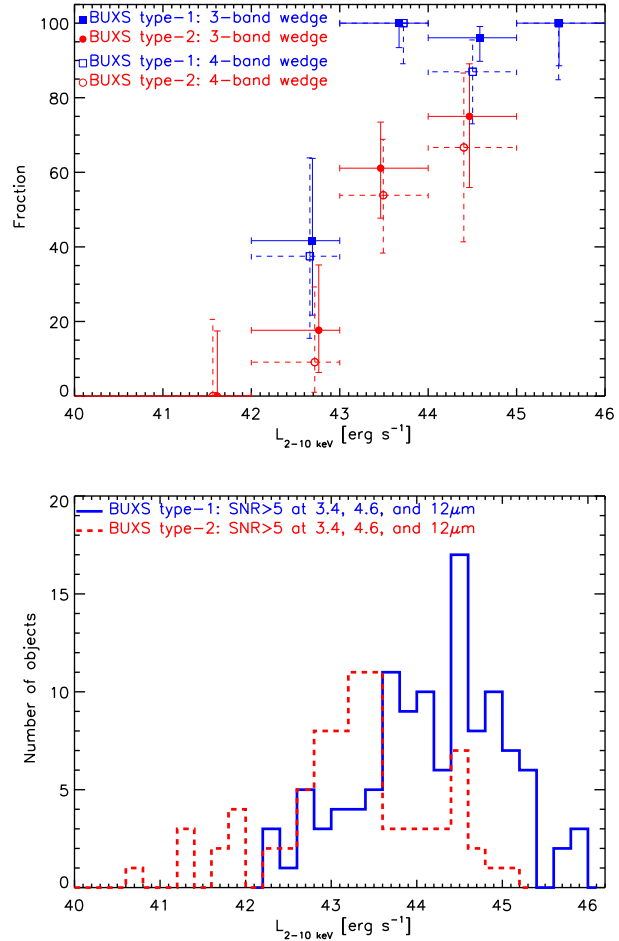 BUXS type-1: 3-band wedge
BUXS type-2: 3-band wedge
BUXS type-1: 4-band wedge
BUXS type-2: 4-band wedge
100
80
60
40
20
0
Fraction
40 41 42 43 44 45 46
L2-10 keV [erg s−1]
BUXS type-1: SNR>5 at 3.4, 4.6, and 12μm
BUXS type-2: SNR>5 at 3.4, 4.6, and 12μm
20
15
10
5
0
Number of objects
40 41 42 43 44 45 46
L2-10 keV [erg s−1]